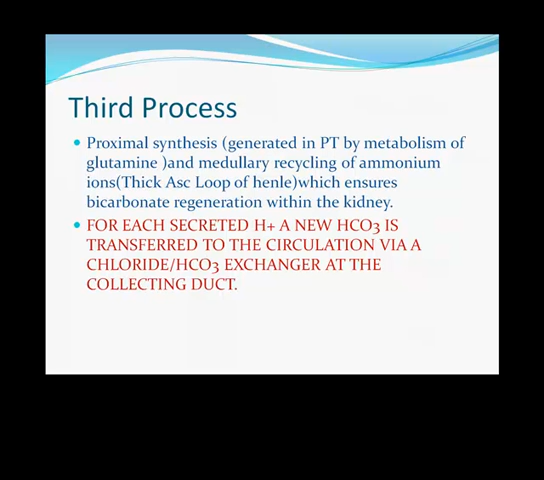 Third Process
Proximal synthesis (generated in PT by metabolism of
glutamine )and medullary recycling of ammonium
ions(Thick Asc Loop of henle)which ensures
bicarbonate regeneration within the kidney.
FOR EACH SECRETED H+ A NEW HCO3 IS
TRANSFERRED TO THE CIRCULATION VIA A
CHLORIDE/HCO3 EXCHANGER AT THE
COLLECTING DUCT.